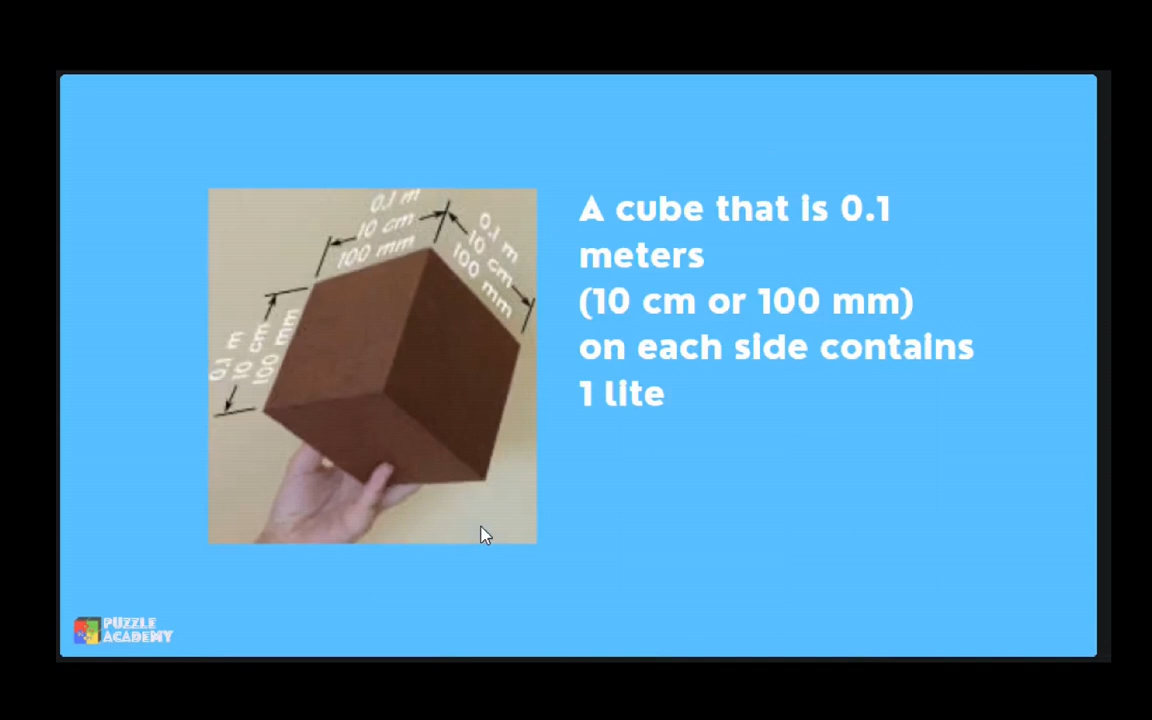 0.1 m
10 cm
100 mm
0.1 m
10 cm
100 mm
0.1 m
10 cm
100 mm
A cube that is 0.1
meters
(10 cm or 100 mm)
on each side contains
1 lite
PUZZLE
ACADEMY